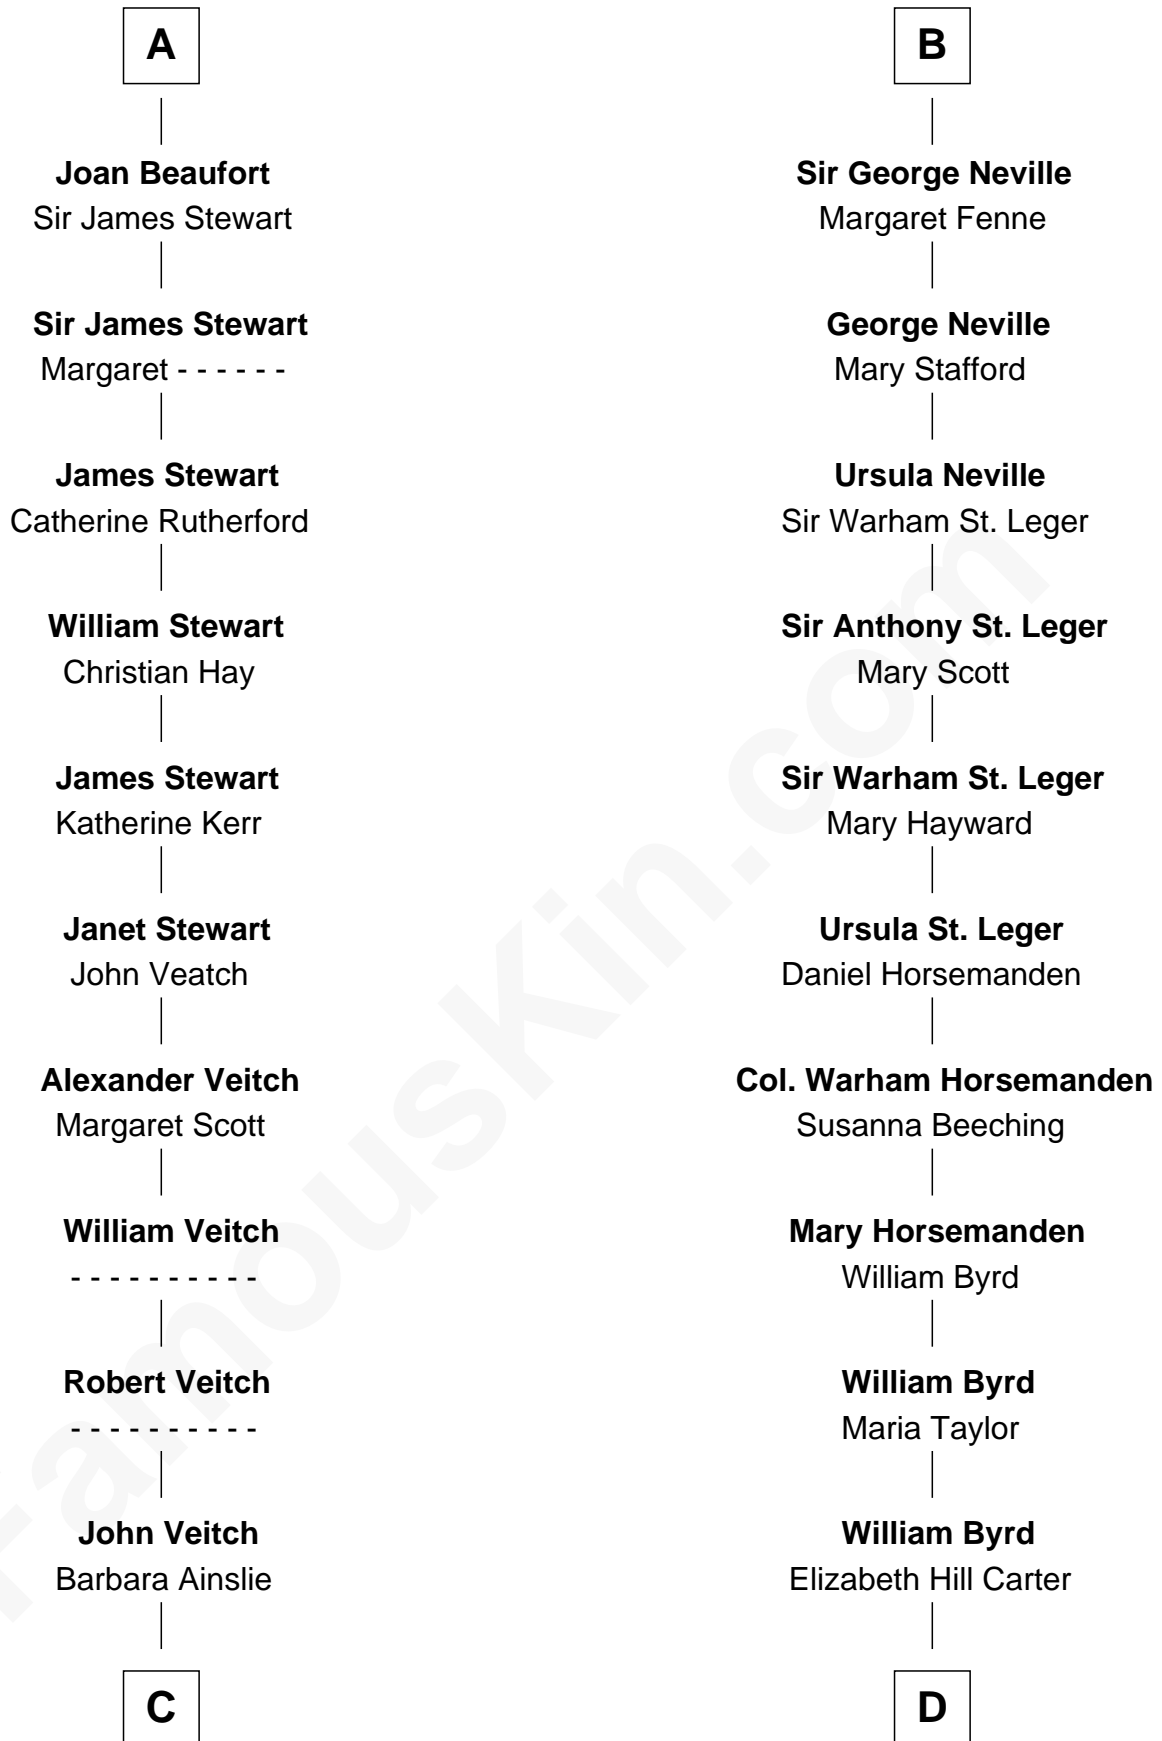 A
Joan Beaufort
Sir James Stewart
Sir James Stewart
Margaret - - - - - -
James Stewart
Catherine Rutherford
William Stewart
Christian Hay
James Stewart
Katherine Kerr
Janet Stewart
John Veatch
Alexander Veitch
Margaret Scott
William Veitch
- - - - - - - - - -
Robert Veitch
- - - - - - - - - -
John Veitch
Barbara Ainslie
C
B
Sir George Neville
Margaret Fenne
George Neville
Mary Stafford
Ursula Neville
Sir Warham St. Leger
Sir Anthony St. Leger
Mary Scott
Sir Warham St. Leger
Mary Hayward
Ursula St. Leger
Daniel Horsemanden
Col. Warham Horsemanden
Susanna Beeching
Mary Horsemanden
William Byrd
William Byrd
Maria Taylor
William Byrd
Elizabeth Hill Carter
D
FamousKin.com